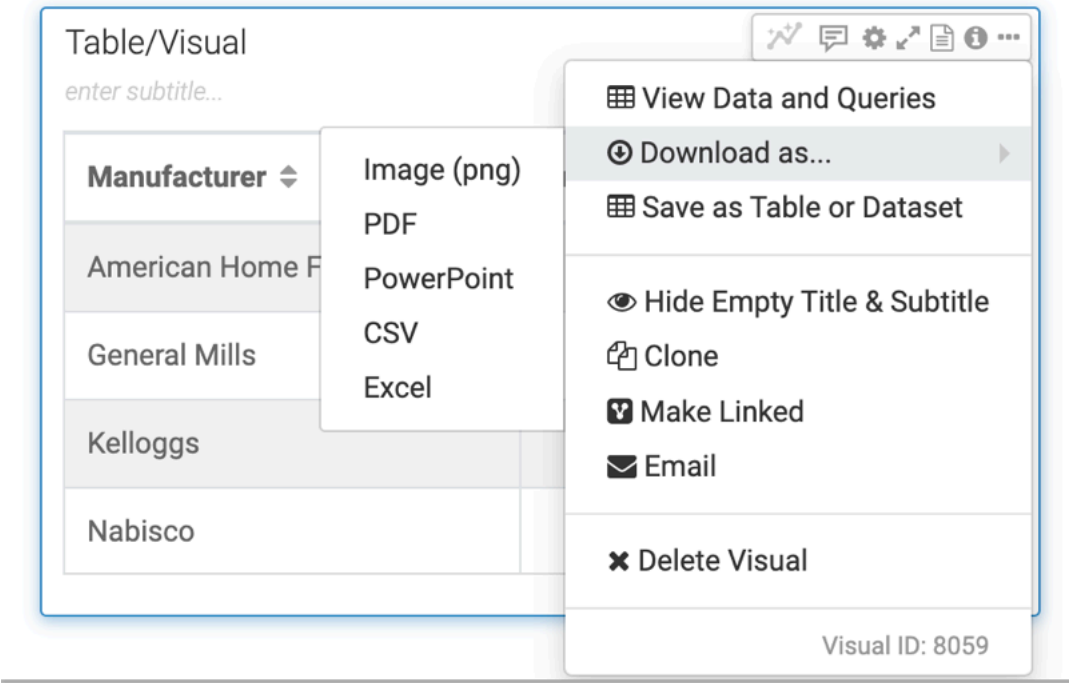 Table/Visual
enter subtitle...
Manufacturer
American Home F
General Mills
Kelloggs
Nabisco
Image (png)
PDF
PowerPoint
CSV
Excel
View Data and Queries
Download as...
Save as Table or Dataset
Hide Empty Title & Subtitle
Clone
Make Linked
Email
Delete Visual
Visual ID: 8059